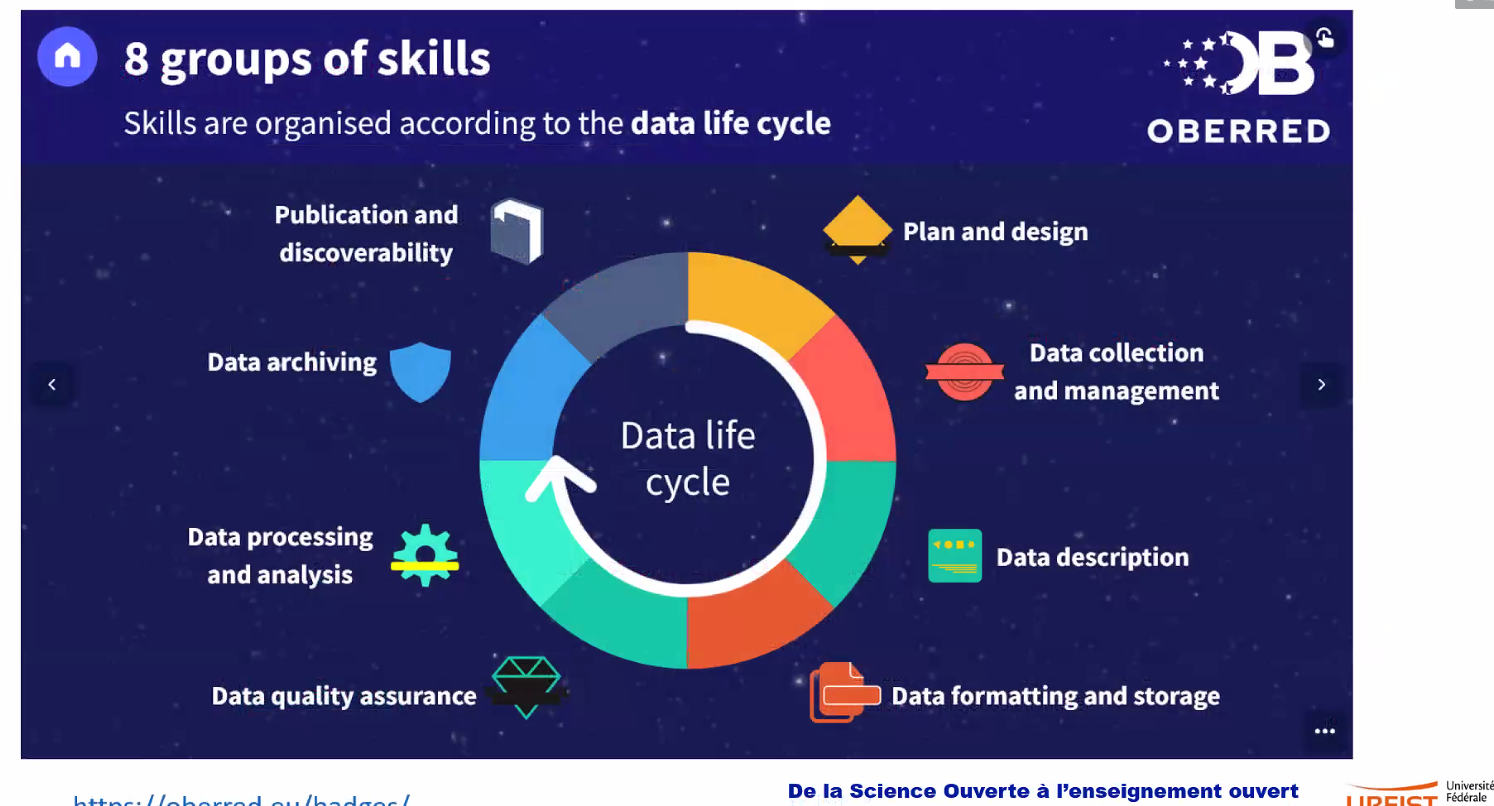 8 groups of skills
Skills are organised according to the data life cycle
OB
OBERRED
Publication and
discoverability
Plan and design
Data archiving
Data collection
and management
Data life
cycle
Data processing
and analysis
Data description
Data quality assurance
Data formatting and storage
https://oberred.eu/badges/
De la Science Ouverte à l'enseignement ouvert
URFIST
Université
Fédérale